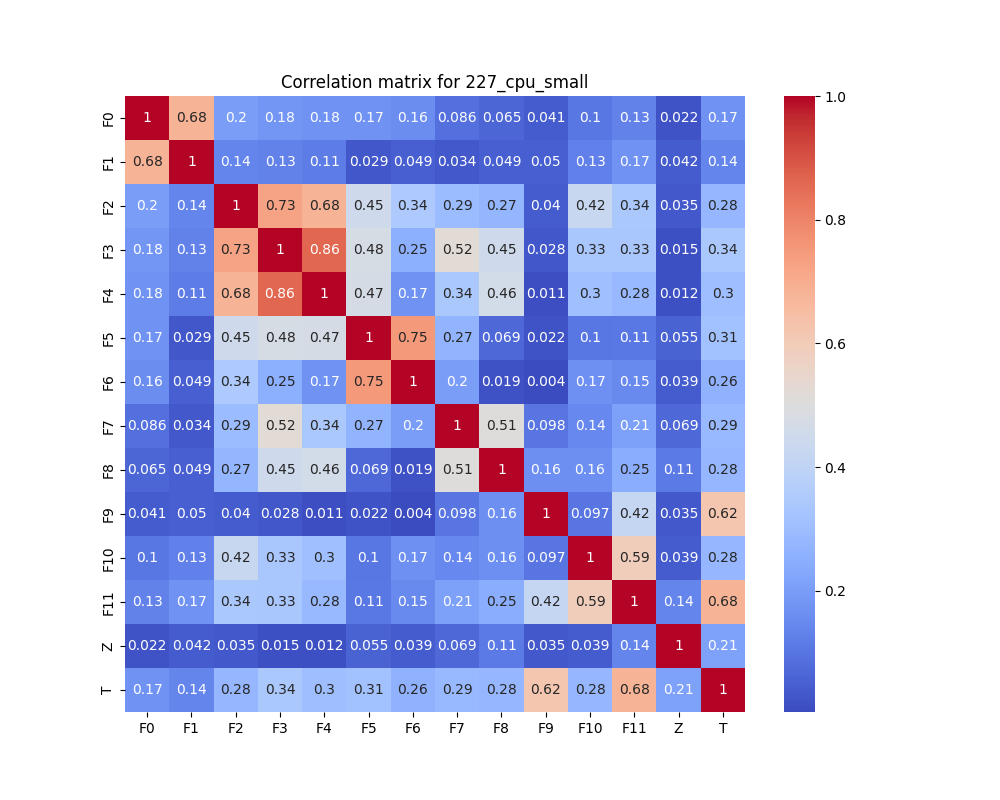 Correlation matrix for 227_cpu_small
F0 1 0.68 0.2 0.18 0.18 0.17 0.16 0.086 0.065 0.041 0.1 0.13 0.022 0.17
F1 0.68 1 0.14 0.13 0.11 0.029 0.049 0.034 0.049 0.05 0.13 0.17 0.042 0.14
F2 0.2 0.14 1 0.73 0.68 0.45 0.34 0.29 0.27 0.04 0.42 0.34 0.035 0.28
F3 0.18 0.13 0.73 1 0.86 0.48 0.25 0.52 0.45 0.028 0.33 0.33 0.015 0.34
F4 0.18 0.11 0.68 0.86 1 0.47 0.17 0.34 0.46 0.011 0.3 0.28 0.012 0.3
F5 0.17 0.029 0.45 0.48 0.47 1 0.75 0.27 0.069 0.022 0.1 0.11 0.055 0.31
F6 0.16 0.049 0.34 0.25 0.17 0.75 1 0.2 0.019 0.004 0.17 0.15 0.039 0.26
F7 0.086 0.034 0.29 0.52 0.34 0.27 0.2 1 0.51 0.098 0.14 0.21 0.069 0.29
F8 0.065 0.049 0.27 0.45 0.46 0.069 0.019 0.51 1 0.16 0.16 0.25 0.11 0.28
F9 0.041 0.05 0.04 0.028 0.011 0.022 0.004 0.098 0.16 1 0.097 0.42 0.035 0.62
F10 0.1 0.13 0.42 0.33 0.3 0.1 0.17 0.14 0.16 0.097 1 0.59 0.039 0.28
F11 0.13 0.17 0.34 0.33 0.28 0.11 0.15 0.21 0.25 0.42 0.59 1 0.14 0.68
Z 0.022 0.042 0.035 0.015 0.012 0.055 0.039 0.069 0.11 0.035 0.039 0.14 1 0.21
T 0.17 0.14 0.28 0.34 0.3 0.31 0.26 0.29 0.28 0.62 0.28 0.68 0.21 1
F0 F1 F2 F3 F4 F5 F6 F7 F8 F9 F10 F11 Z T
1.0
0.8
0.6
0.4
0.2